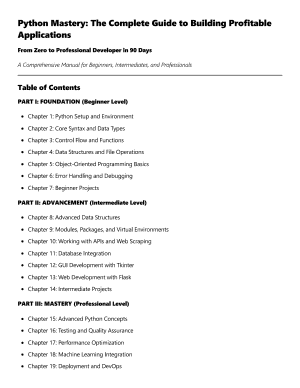 Python Mastery: The Complete Guide to Building Profitable
Applications
From Zero to Professional Developer in 90 Days
A Comprehensive Manual for Beginners, Intermediates, and Professionals
Table of Contents
PART I: FOUNDATION (Beginner Level)
• Chapter 1: Python Setup and Environment
• Chapter 2: Core Syntax and Data Types
• Chapter 3: Control Flow and Functions
• Chapter 4: Data Structures and File Operations
• Chapter 5: Object-Oriented Programming Basics
• Chapter 6: Error Handling and Debugging
• Chapter 7: Beginner Projects
PART II: ADVANCEMENT (Intermediate Level)
• Chapter 8: Advanced Data Structures
• Chapter 9: Modules, Packages, and Virtual Environments
• Chapter 10: Working with APIs and Web Scraping
• Chapter 11: Database Integration
• Chapter 12: GUI Development with Tkinter
• Chapter 13: Web Development with Flask
• Chapter 14: Intermediate Projects
PART III: MASTERY (Professional Level)
• Chapter 15: Advanced Python Concepts
• Chapter 16: Testing and Quality Assurance
• Chapter 17: Performance Optimization
• Chapter 18: Machine Learning Integration
• Chapter 19: Deployment and DevOps